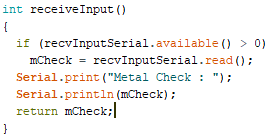 int receiveInput()
{
if (recvInputSerial.available() > 0)
mCheck = recvInputSerial.read();
Serial.print("Metal Check : ");
Serial.println(mCheck);
return mCheck;
}